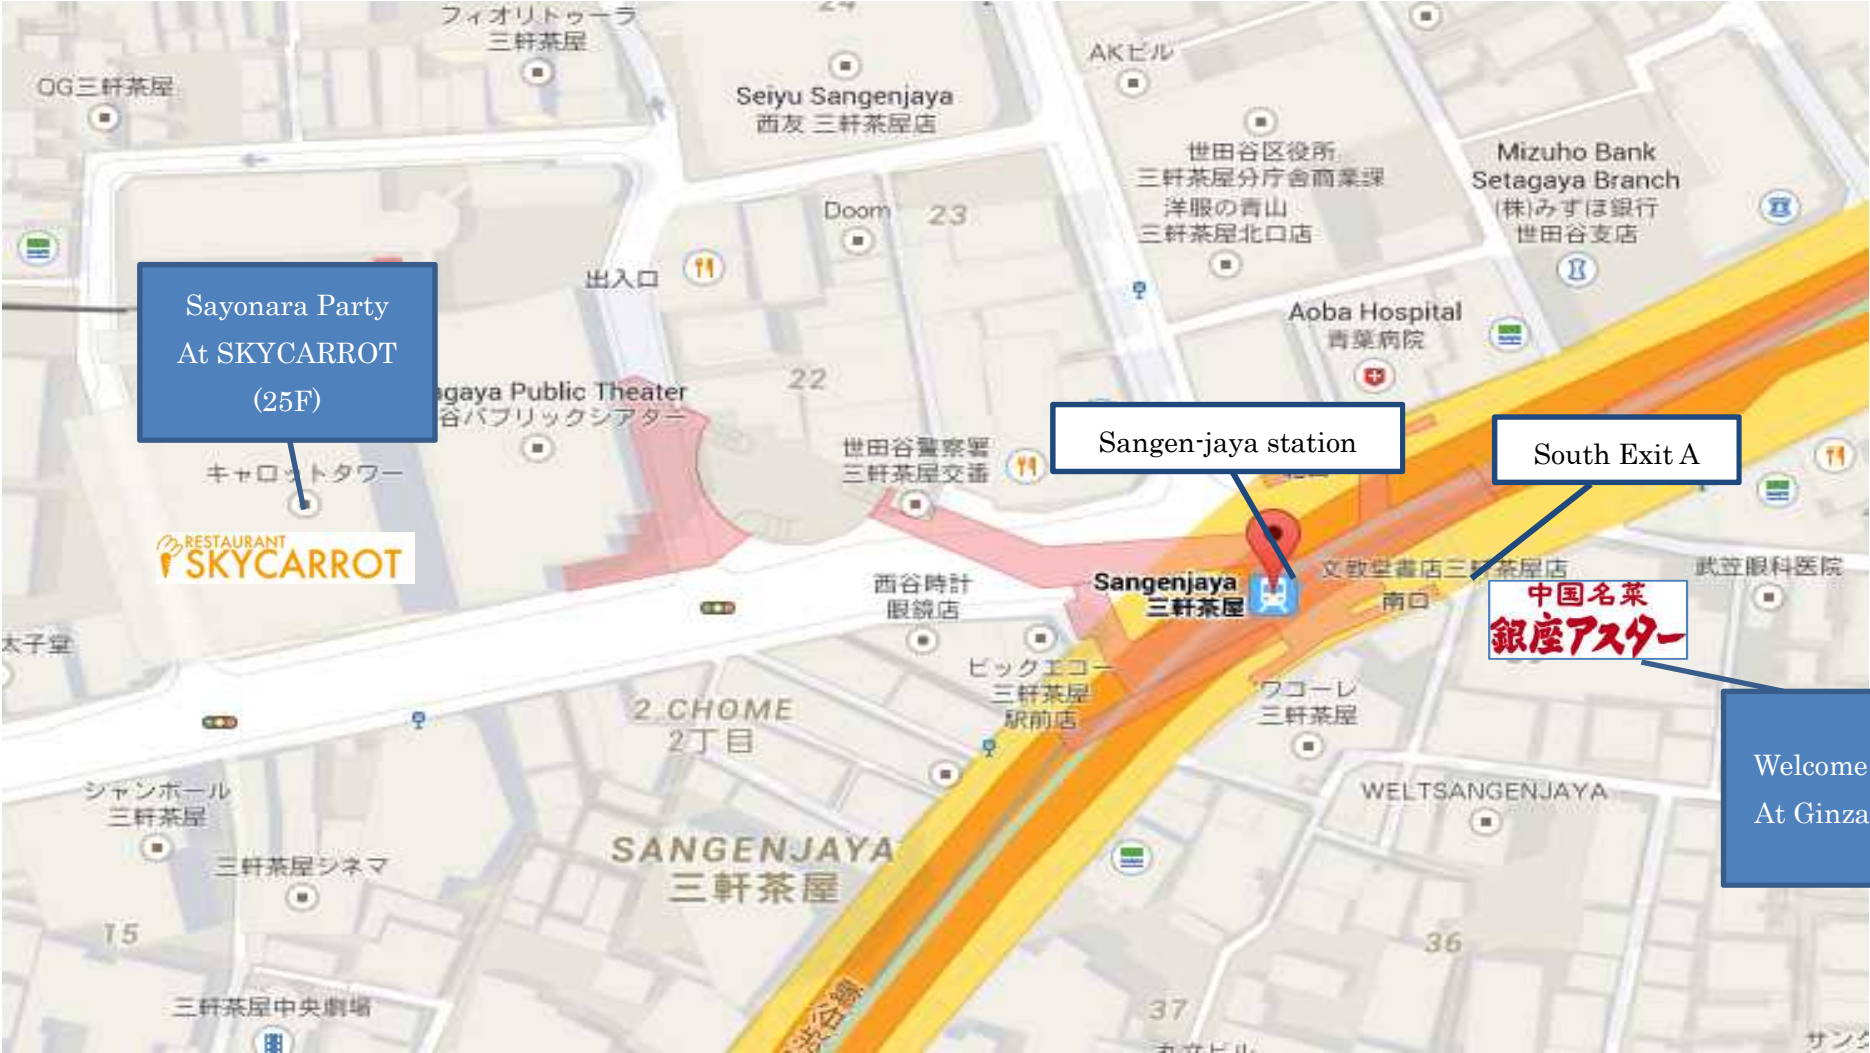 フィオリトゥーラ
三軒茶屋
24
OG三軒茶屋
Seiyu Sangenjaya
西友 三軒茶屋店
AKビル
世田谷区役所
三軒茶屋分庁舎商業課
洋服の青山
三軒茶屋北口店
Mizuho Bank
Setagaya Branch
(株)みずほ銀行
世田谷支店
Doom
23
出入口
Sayonara Party
At SKYCARROT
(25F)
agaya Public Theater
谷パブリックシアター
22
Aoba Hospital
青葉病院
世田谷警察署
三軒茶屋交番
Sangen-jaya station
South Exit A
キャロットタワー
RESTAURANT
SKYCARROT
西谷時計
眼鏡店
Sangenjaya
三軒茶屋
文教堂書店三軒茶屋店
南口
武笠眼科医院
中国名菜
銀座アスター
太子堂
ビックエコー
三軒茶屋
駅前店
ワコーレ
三軒茶屋
2 CHOME
2丁目
Welcome
At Ginza
シャンボール
三軒茶屋
WELTSANGENJAYA
三軒茶屋シネマ
SANGENJAYA
三軒茶屋
15
36
三軒茶屋中央劇場
37
サンタ